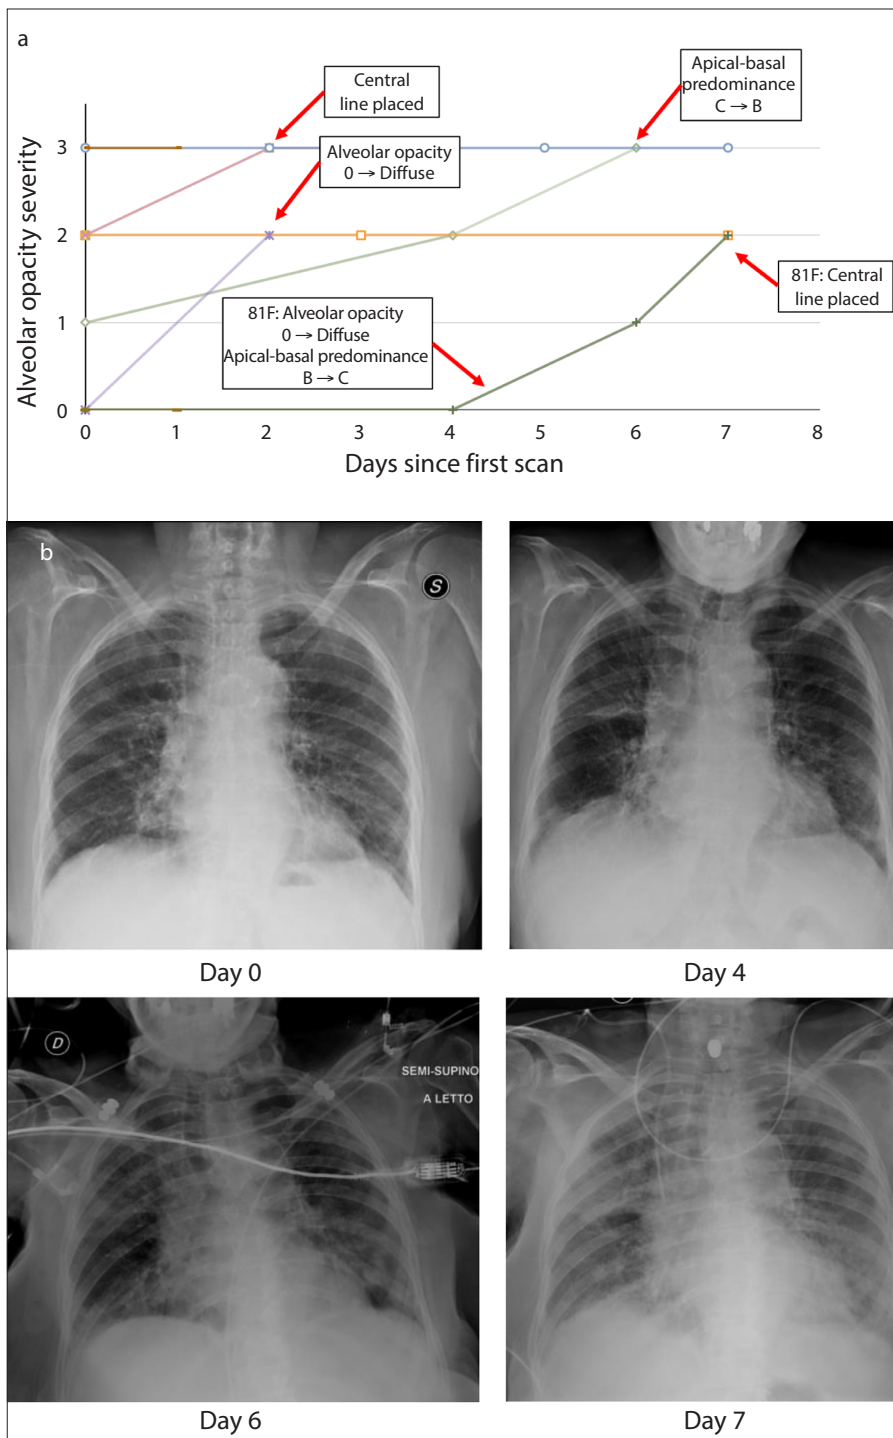 a
Central
line placed
Apical-basal
predominance
C → B
Alveolar opacity
0 → Diffuse
81F: Central
line placed
81F: Alveolar opacity
0 → Diffuse
Apical-basal predominance
B → C
Alveolar opacity severity
3
2
1
0
0 1 2 3 4 5 6 7 8
Days since first scan
b
S
Day 0
Day 4
D
SEMI-SUPINO
A LETTO
Day 6
Day 7